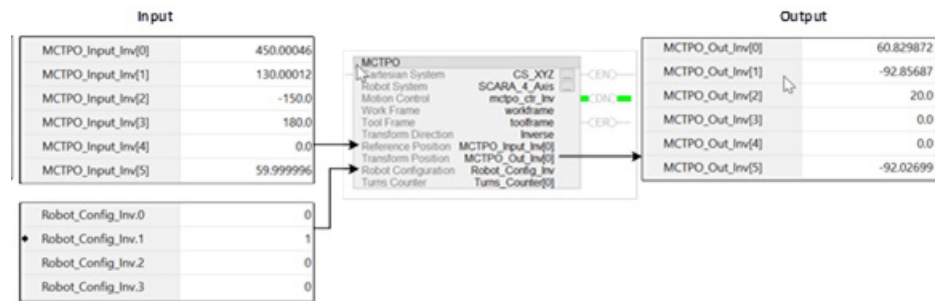 Input
Output
MCTPO_Input_Inv[0] 450.00046
MCTPO_Input_Inv[1] 130.00012
MCTPO_Input_Inv[2] -150.0
MCTPO_Input_Inv[3] 180.0
MCTPO_Input_Inv[4] 0.0
MCTPO_Input_Inv[5] 59.999996
Robot_Config_Inv.0 0
Robot_Config_Inv.1 1
Robot_Config_Inv.2 0
Robot_Config_Inv.3 0
MCTPO
Cartesian System CS_XYZ ...
Robot System SCARA_4_Axis ...
Motion Control mctpo_ctr_Inv
Work Frame workframe
Tool Frame toolframe
Transform Direction Inverse
Reference Position MCTPO_Input_Inv[0]
Transform Position MCTPO_Out_Inv[0]
Robot Configuration Robot_Config_Inv
Turns Counter Turns_Counter[0]
CEN
CDN
CER
MCTPO_Out_Inv[0] 60.829872
MCTPO_Out_Inv[1] -92.85687
MCTPO_Out_Inv[2] 20.0
MCTPO_Out_Inv[3] 0.0
MCTPO_Out_Inv[4] 0.0
MCTPO_Out_Inv[5] -92.02699